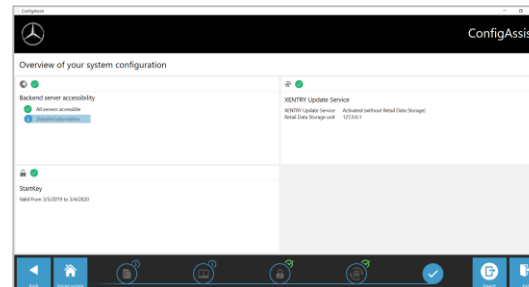 ConfigAssist
ConfigAssis
Overview of your system configuration
Backend server accessibility
All servers accessible
Detailed information
XENTRY Update Service
XENTRY Update Service Activated (without Retail Data Storage)
Retail Data Storage unit 127.0.0.1
StartKey
Valid from 3/5/2019 to 3/4/2020
Back